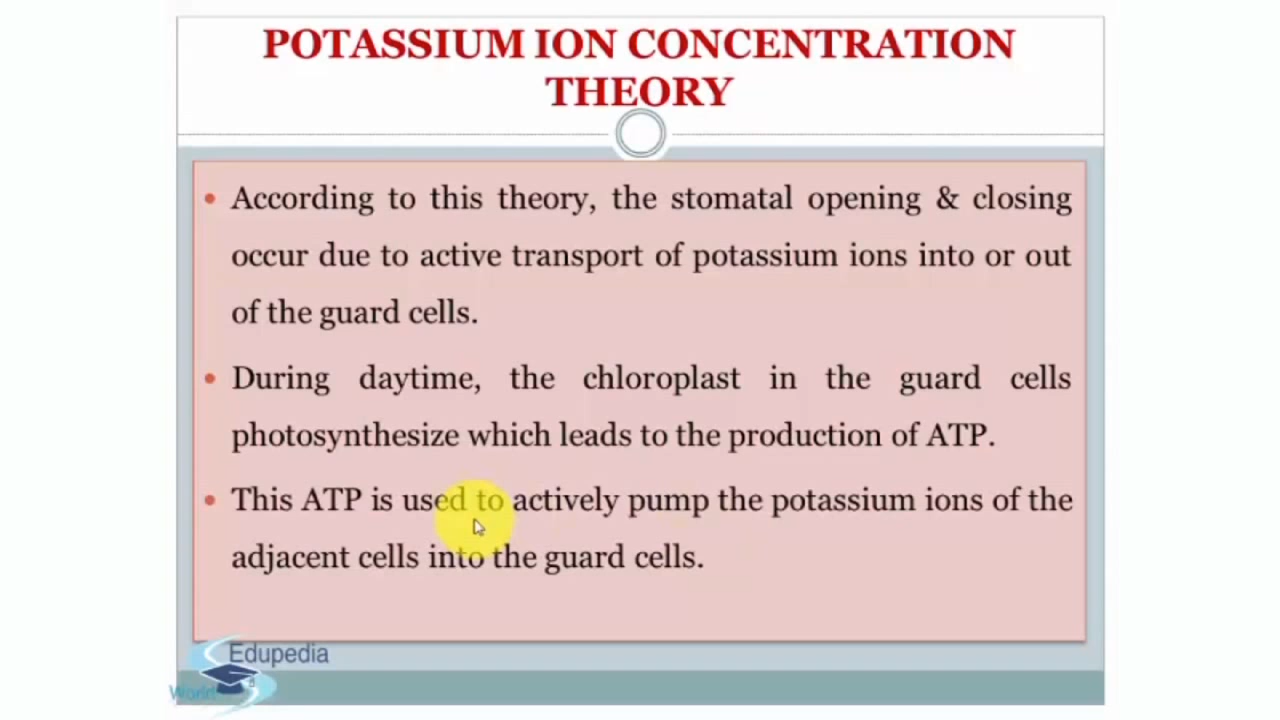 POTASSIUM ION CONCENTRATION
THEORY
• According to this theory, the stomatal opening & closing
occur due to active transport of potassium ions into or out
of the guard cells.
• During daytime, the chloroplast in the guard cells
photosynthesize which leads to the production of ATP.
• This ATP is used to actively pump the potassium ions of the
adjacent cells into the guard cells.
Edupedia
World